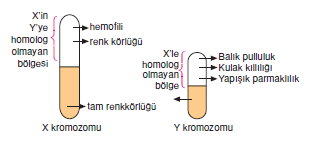 X'in
Y'ye
homolog
olmayan
bölgesi
hemofili
renk körlüğü
tam renkkörlüğü
X kromozomu
X'le
homolog
olmayan
bölge
Balık pulluluk
Kulak kıllılığı
Yapışık parmaklılık
Y kromozomu